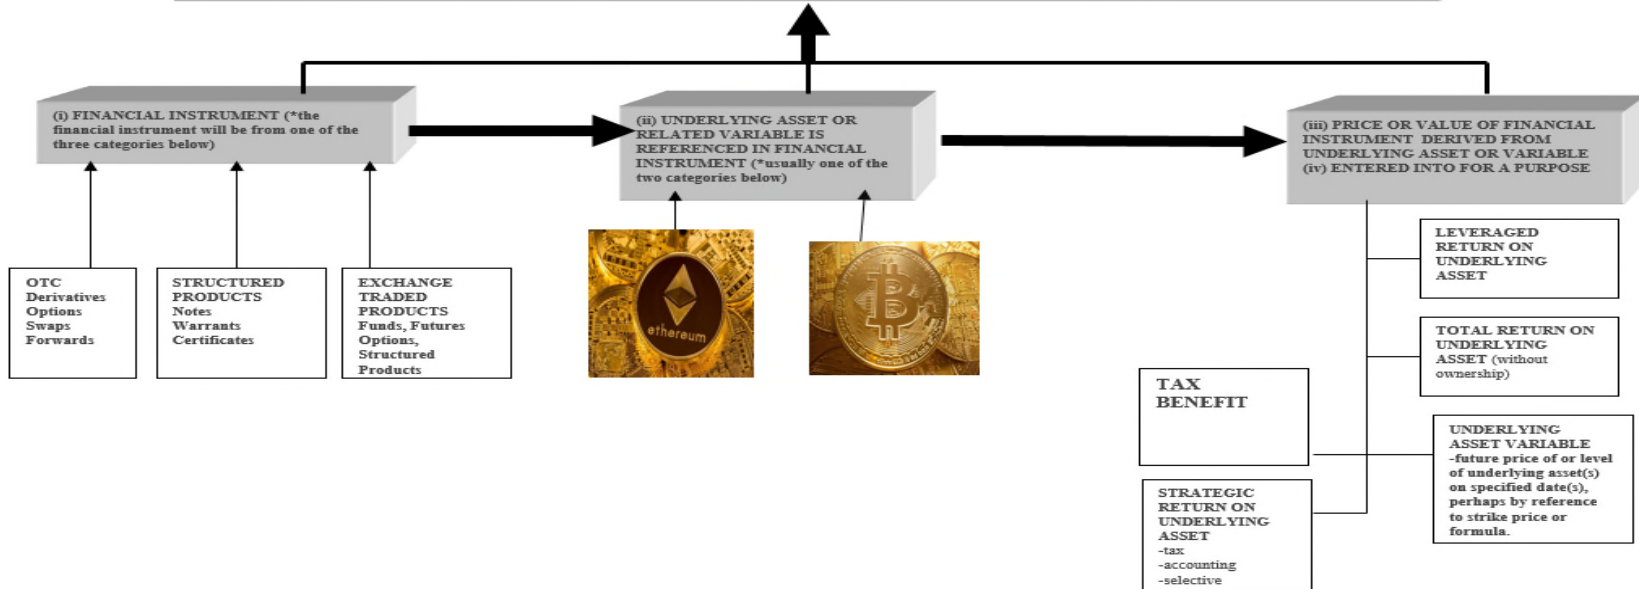 (i) FINANCIAL INSTRUMENT (*the
financial instrument will be from one of the
three categories below)
(ii) UNDERLYING ASSET OR
RELATED VARIABLE IS
REFERENCED IN FINANCIAL
INSTRUMENT (*usually one of the
two categories below)
(iii) PRICE OR VALUE OF FINANCIAL
INSTRUMENT DERIVED FROM
UNDERLYING ASSET OR VARIABLE
(iv) ENTERED INTO FOR A PURPOSE
OTC
Derivatives
Options
Swaps
Forwards
STRUCTURED
PRODUCTS
Notes
Warrants
Certificates
EXCHANGE
TRADED
PRODUCTS
Funds, Futures
Options,
Structured
Products
ethereum
LEVERAGED
RETURN ON
UNDERLYING
ASSET
TOTAL RETURN ON
UNDERLYING
ASSET (without
ownership)
TAX
BENEFIT
UNDERLYING
ASSET VARIABLE
-future price of or level
of underlying asset(s)
on specified date(s),
perhaps by reference
to strike price or
formula.
STRATEGIC
RETURN ON
UNDERLYING
ASSET
-tax
-accounting
-selective